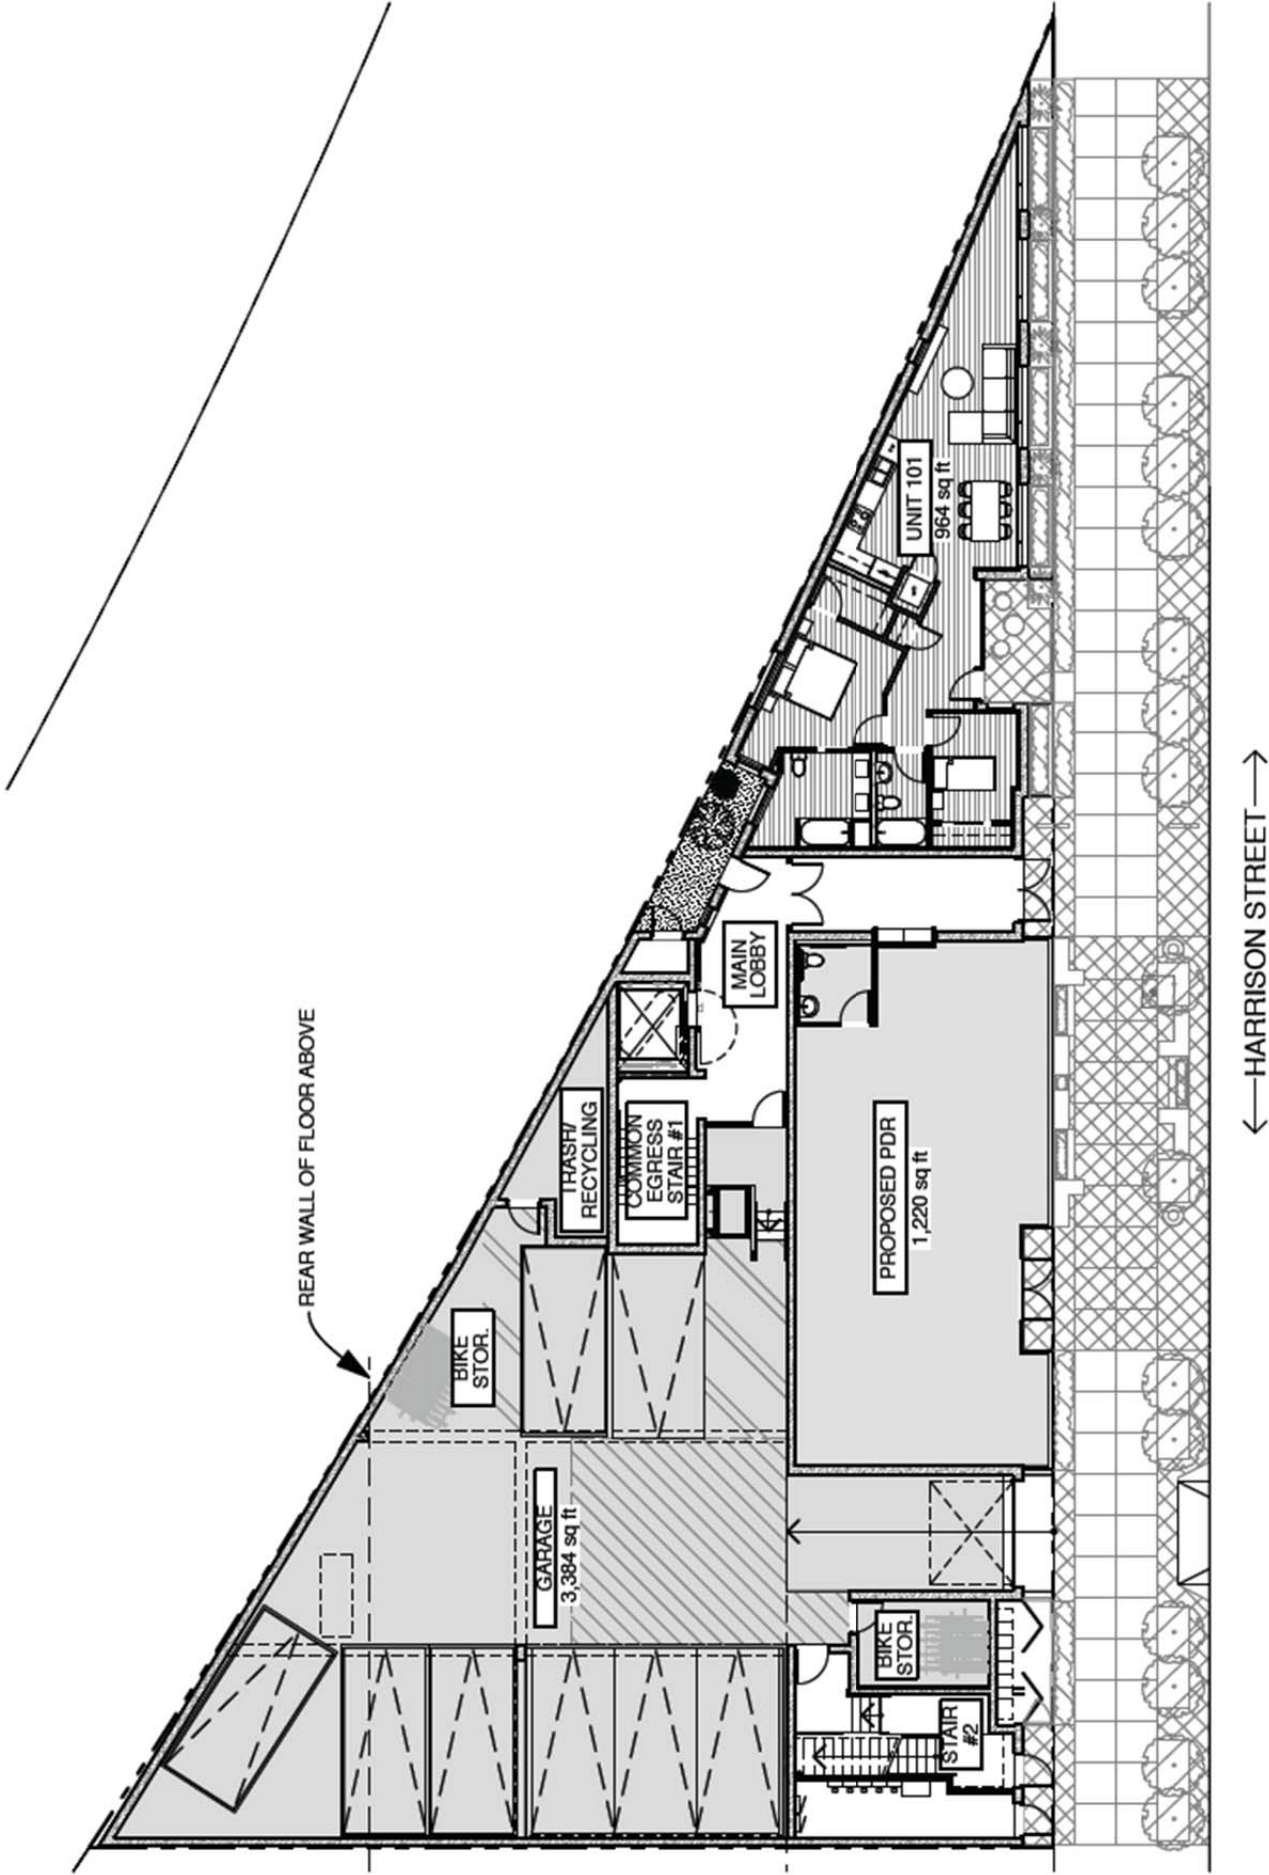 REAR WALL OF FLOOR ABOVE
UNIT 101
964 sq ft
MAIN
LOBBY
TRASH/
RECYCLING
COMMON
EGRESS
STAIR #1
PROPOSED PDR
1,220 sq ft
BIKE
STOR.
GARAGE
3,384 sq ft
BIKE
STOR.
STAIR
#2
HARRISON STREET